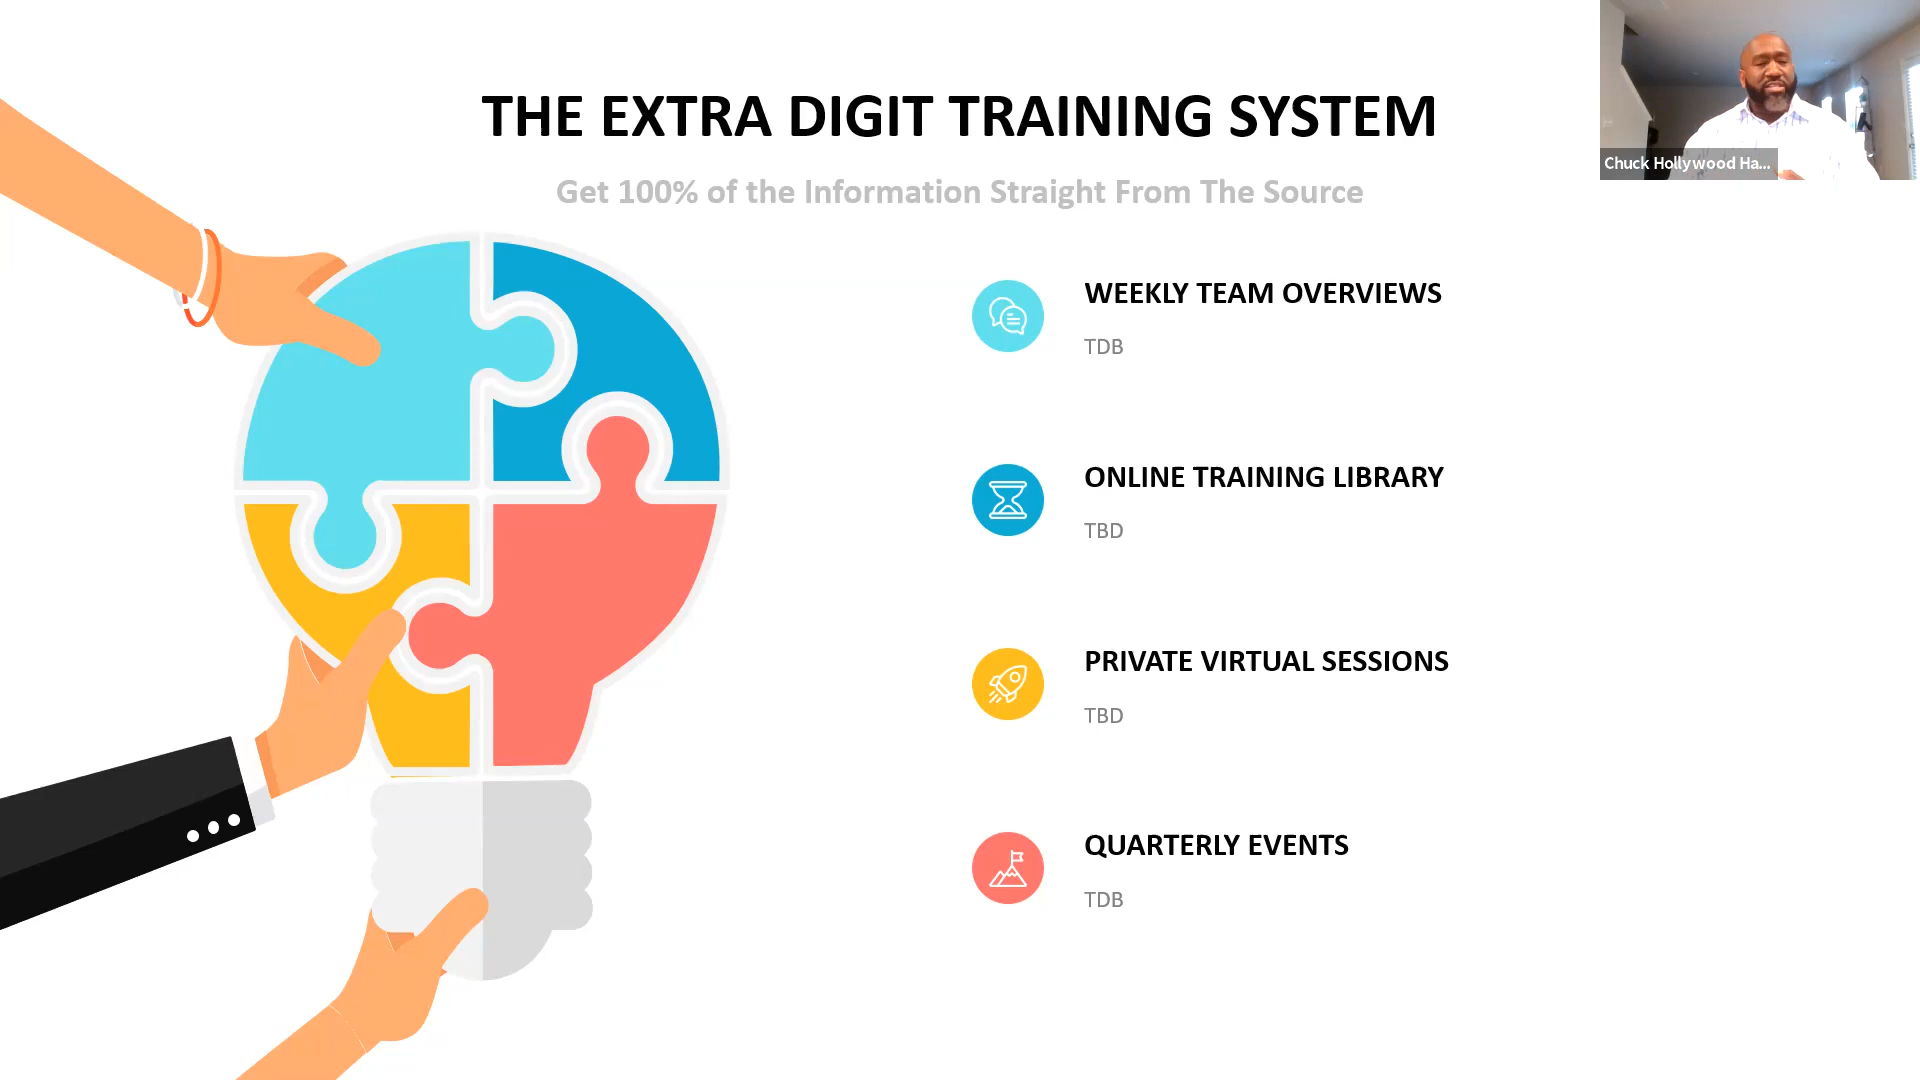 THE EXTRA DIGIT TRAINING SYSTEM
Get 100% of the Information Straight From The Source
Chuck Hollywood Ha...
WEEKLY TEAM OVERVIEWS
TDB
ONLINE TRAINING LIBRARY
TBD
PRIVATE VIRTUAL SESSIONS
TBD
QUARTERLY EVENTS
TDB